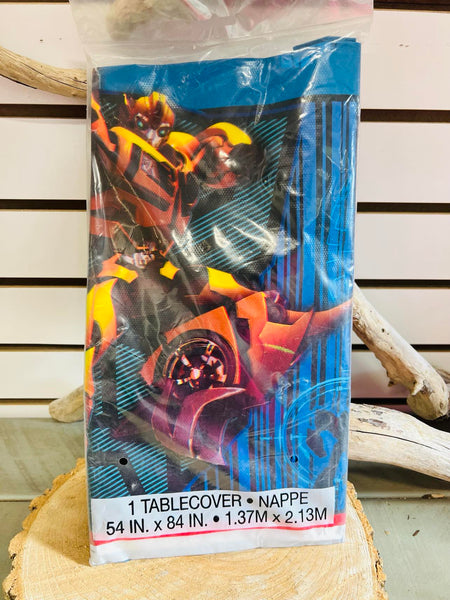 1 TABLECOVER • NAPPE
54 IN. x 84 IN. • 1.37M x 2.13M